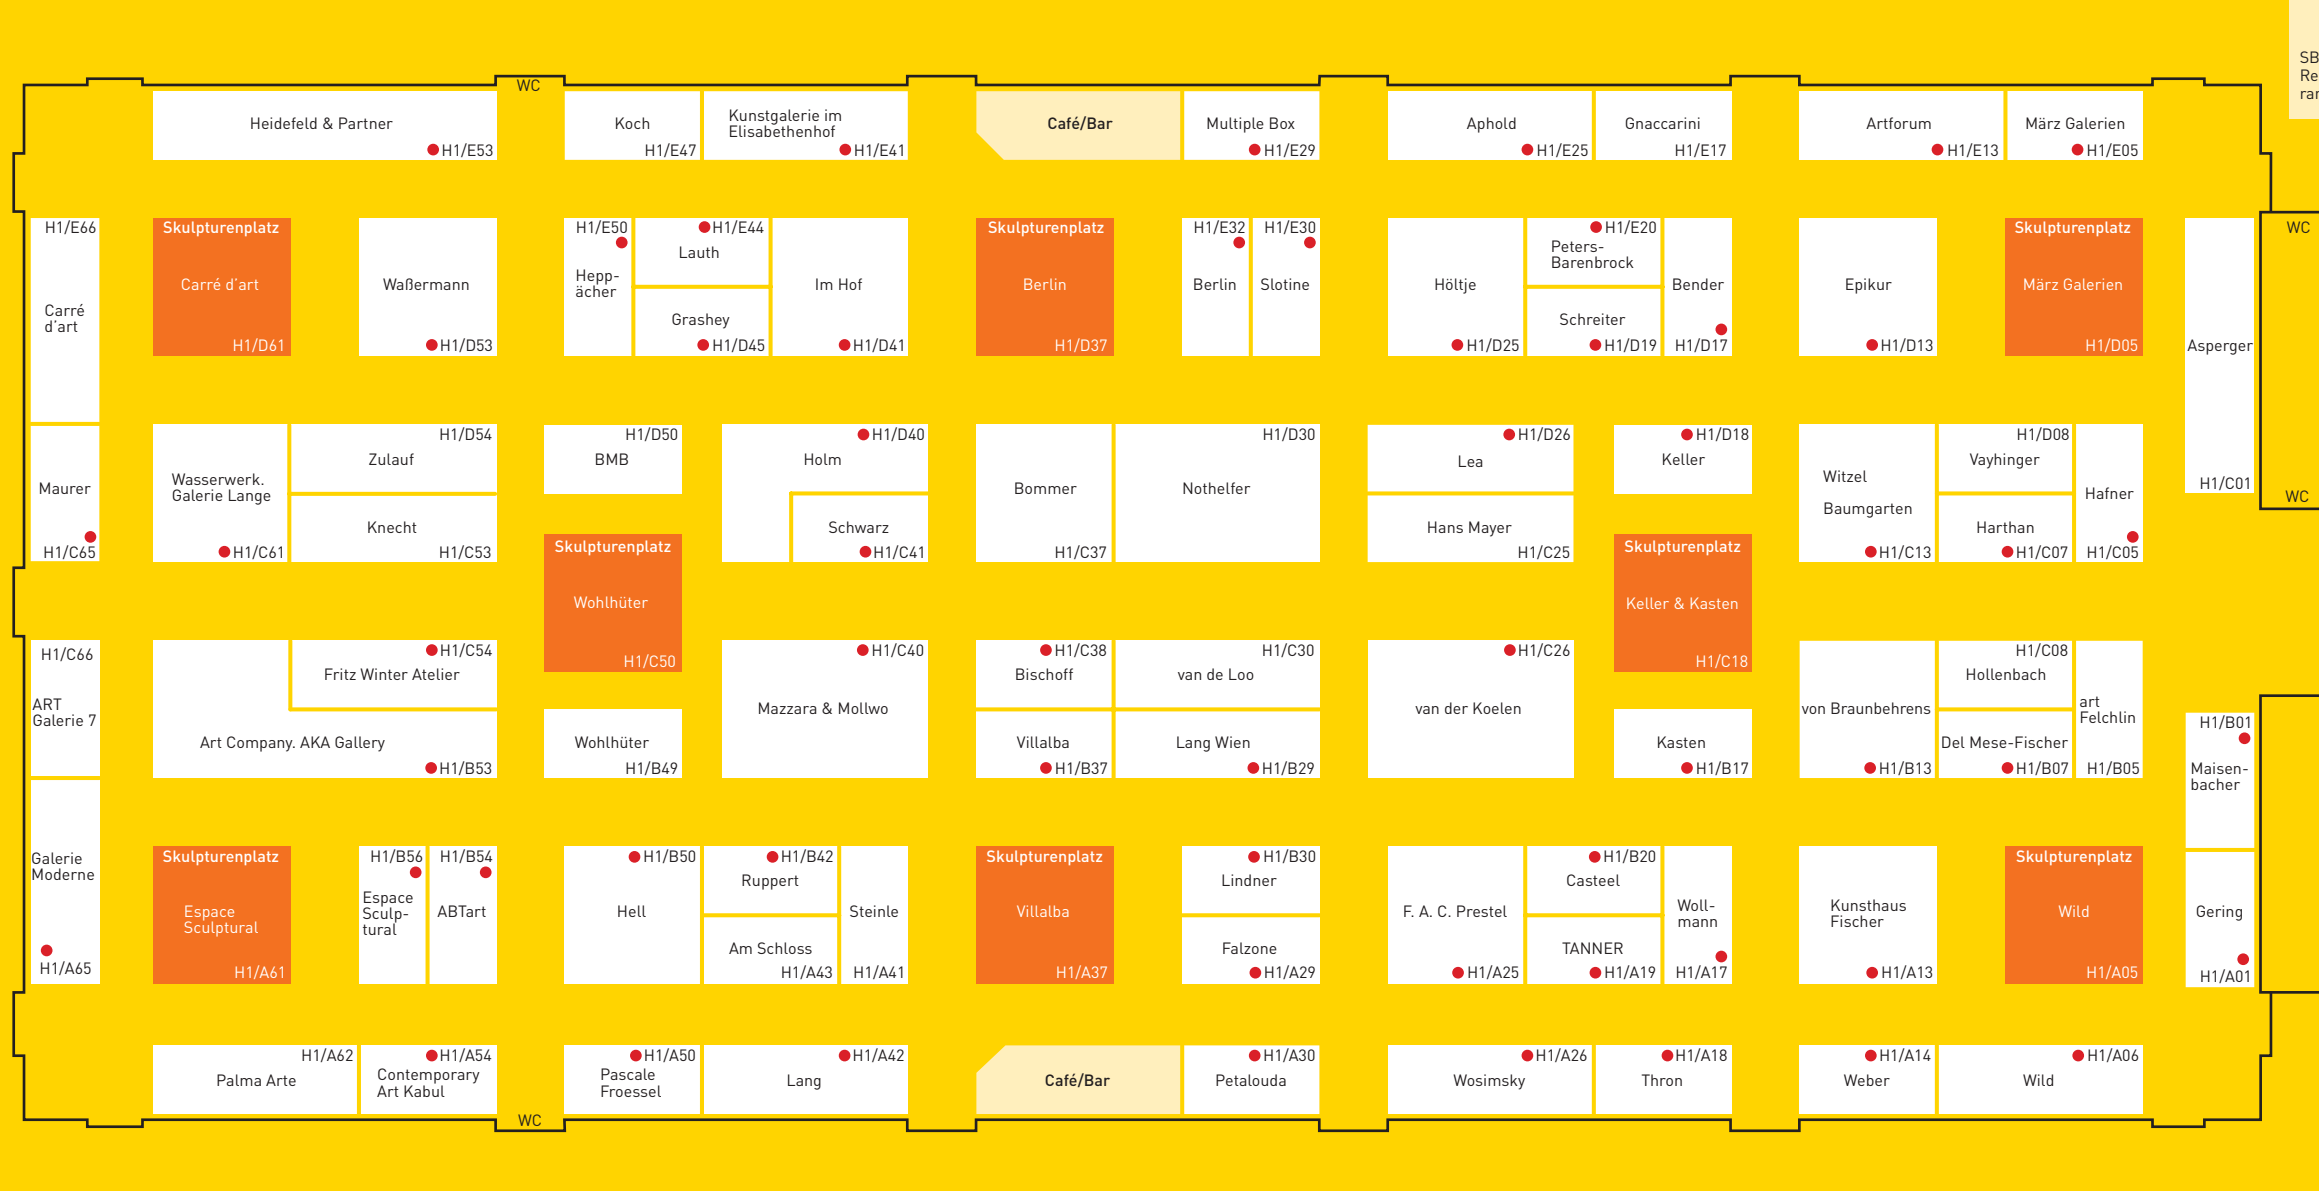 SB
Re
rar
WC
Heidefeld & Partner
H1/E53
Koch
H1/E47
Kunstgalerie im
Elisabethenhof
H1/E41
Café/Bar
Multiple Box
H1/E29
Aphold
H1/E25
Gnaccarini
H1/E17
Artforum
H1/E13
März Galerien
H1/E05
H1/E66
Carré
d'art
Skulpturenplatz
Carré d'art
H1/D61
Waßermann
H1/D53
H1/E50
Hepp-
ächer
H1/E44
Lauth
Grashey
H1/D45
Im Hof
H1/D41
Skulpturenplatz
Berlin
H1/D37
H1/E32
Berlin
H1/E30
Slotine
Höltje
H1/D25
H1/E20
Peters-
Barenbrock
Schreiter
H1/D19
Bender
H1/D17
Epikur
H1/D13
Skulpturenplatz
März Galerien
H1/D05
Asperger
H1/C01
WC
WC
Maurer
H1/C65
Wasserwerk.
Galerie Lange
H1/C61
H1/D54
Zulauf
Knecht
H1/C53
H1/D50
BMB
H1/D40
Holm
Schwarz
H1/C41
Bommer
H1/C37
H1/D30
Nothelfer
H1/D26
Lea
Hans Mayer
H1/C25
H1/D18
Keller
Witzel
Baumgarten
H1/C13
H1/D08
Vayhinger
Harthan
H1/C07
Hafner
H1/C05
Skulpturenplatz
Wohlhüter
H1/C50
Skulpturenplatz
Keller & Kasten
H1/C18
H1/C66
ART
Galerie 7
H1/C54
Fritz Winter Atelier
Art Company. AKA Gallery
H1/B53
Wohlhüter
H1/B49
H1/C40
Mazzara & Mollwo
H1/C38
Bischoff
H1/C30
van de Loo
Villalba
H1/B37
Lang Wien
H1/B29
H1/C26
van der Koelen
Kasten
H1/B17
von Braunbehrens
H1/B13
H1/C08
Hollenbach
Del Mese-Fischer
H1/B07
art
Felchlin
H1/B05
H1/B01
Maisen-
bacher
Galerie
Moderne
H1/A65
Skulpturenplatz
Espace
Sculptural
H1/A61
H1/B56
Espace
Sculp-
tural
H1/B54
ABTart
H1/B50
Hell
H1/B42
Ruppert
Am Schloss
H1/A43
Steinle
H1/A41
Skulpturenplatz
Villalba
H1/A37
H1/B30
Lindner
Falzone
H1/A29
F. A. C. Prestel
H1/A25
H1/B20
Casteel
TANNER
H1/A19
Woll-
mann
H1/A17
Kunsthaus
Fischer
H1/A13
Skulpturenplatz
Wild
H1/A05
Gering
H1/A01
H1/A62
Palma Arte
H1/A54
Contemporary
Art Kabul
H1/A50
Pascale
Froessel
H1/A42
Lang
Café/Bar
H1/A30
Petalouda
H1/A26
Wosimsky
H1/A18
Thron
H1/A14
Weber
H1/A06
Wild
WC